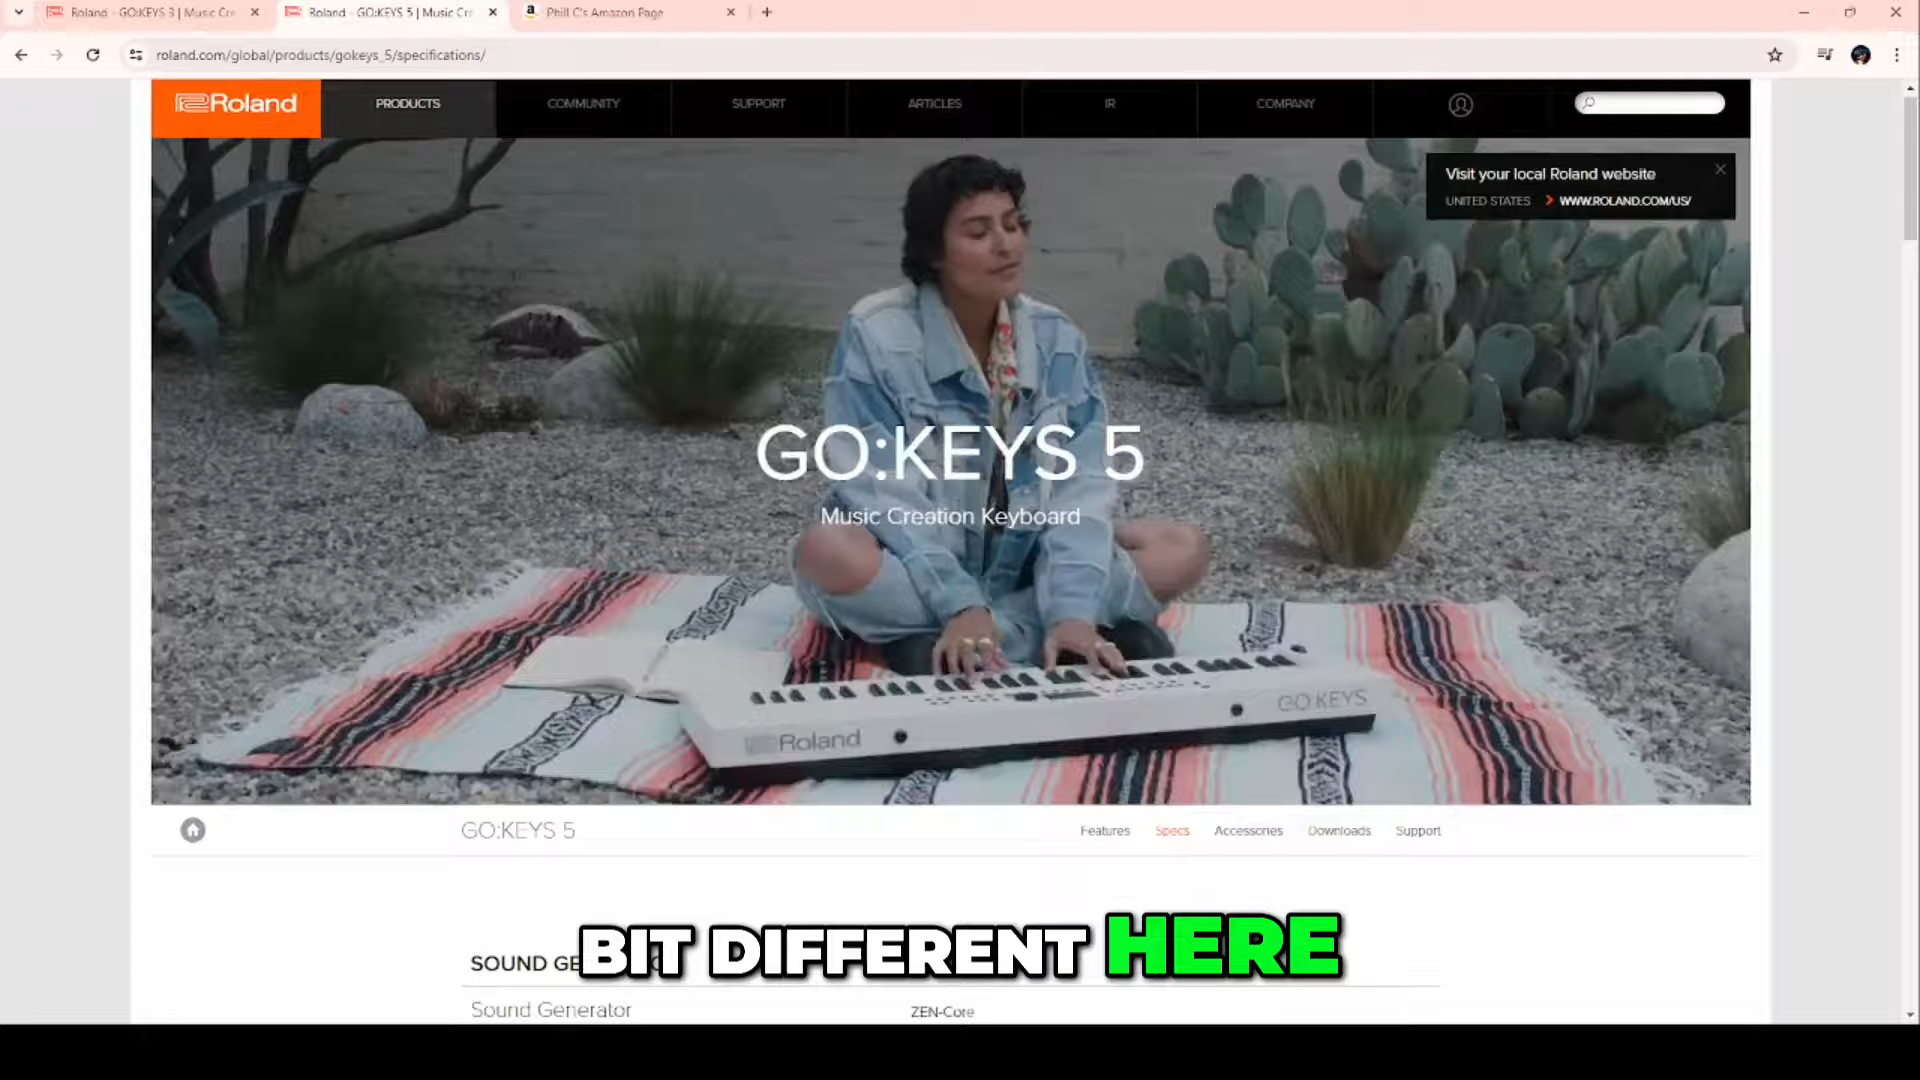 Roland - GO:KEYS 3 | Music Cre
Roland - GO:KEYS 5 | Music Cre
Phill C's Amazon Page
roland.com/global/products/gokeys_5/specifications/
Roland
PRODUCTS
COMMUNITY
SUPPORT
ARTICLES
IR
COMPANY
Visit your local Roland website
UNITED STATES
WWW.ROLAND.COM/US/
GO:KEYS 5
Music Creation Keyboard
GO:KEYS
Roland
GO:KEYS 5
Features
Specs
Accessories
Downloads
Support
BIT DIFFERENT HERE
SOUND GE
Sound Generator
ZEN-Core